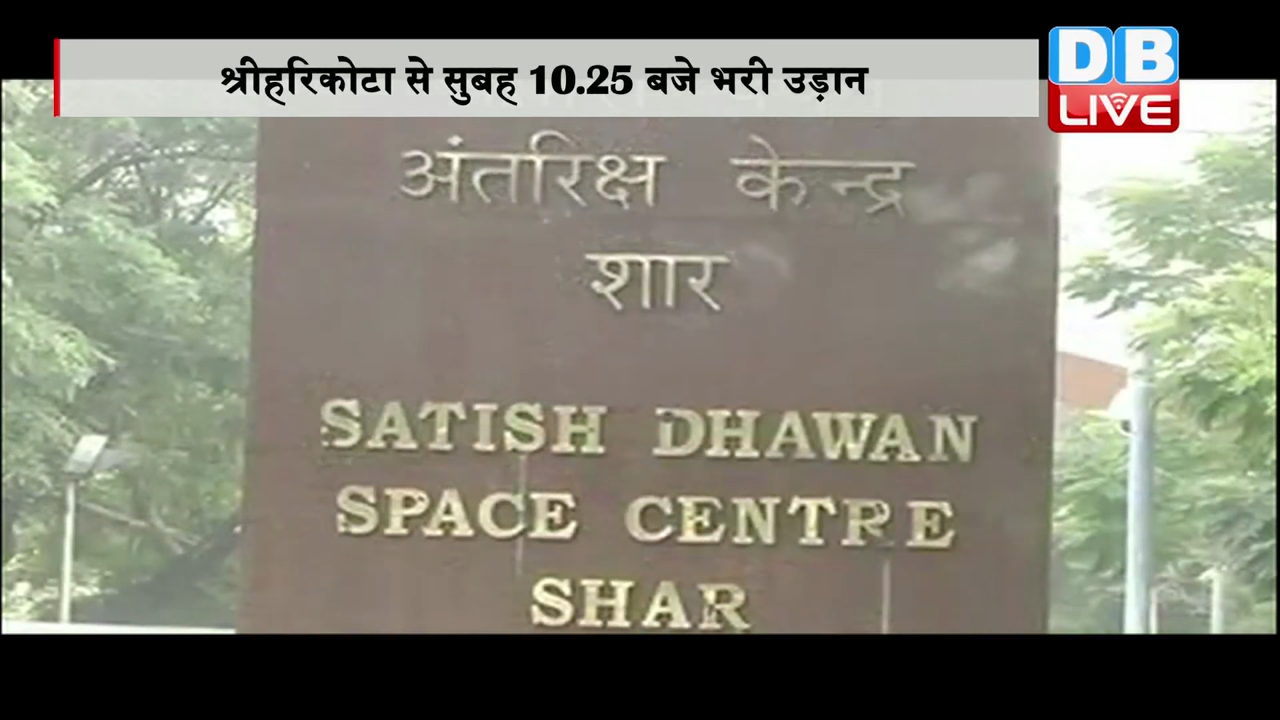 श्रीहरिकोटा से सुबह 10.25 बजे भरी उड़ान
DB
LIVE
अंतरिक्ष केन्द्र
शार
SATISH DHAWAN
SPACE CENTRE
SHAR